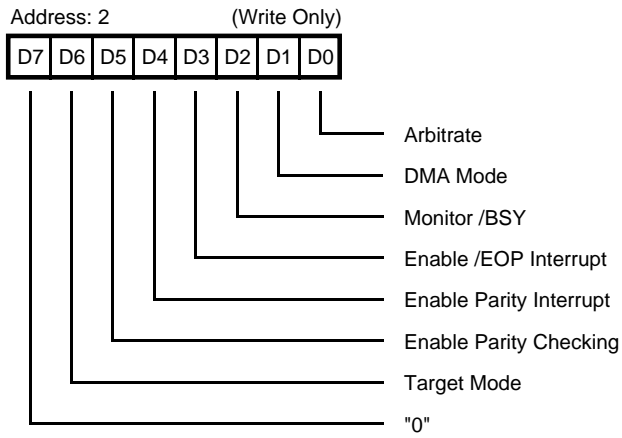 Address: 2 (Write Only)
D7 D6 D5 D4 D3 D2 D1 D0
Arbitrate
DMA Mode
Monitor /BSY
Enable /EOP Interrupt
Enable Parity Interrupt
Enable Parity Checking
Target Mode
"0"